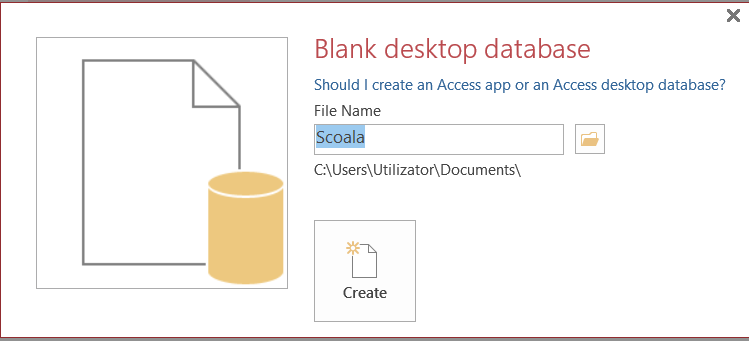 Blank desktop database
Should I create an Access app or an Access desktop database?
File Name
Scoala
C:\Users\Utilizator\Documents\
Create